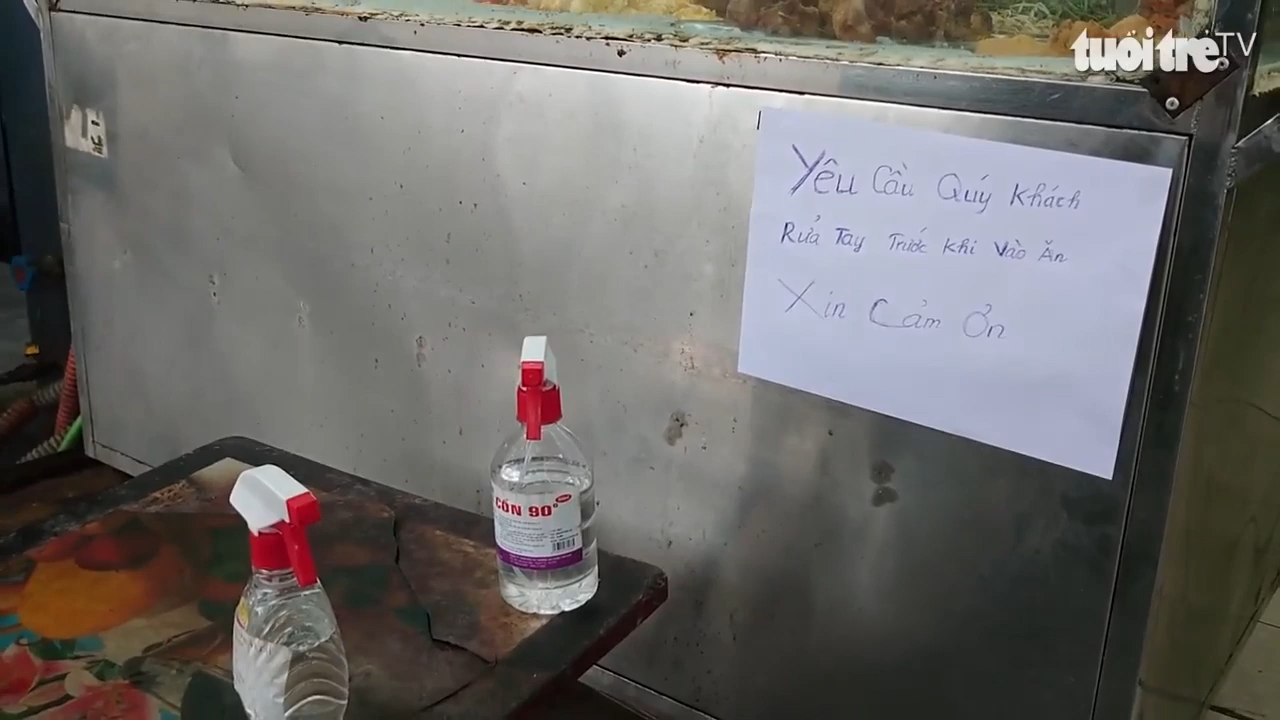 tuổi trẻ TV
Yêu Cầu Quý Khách
Rửa Tay Trước Khi Vào Ăn
Xin Cảm Ơn
CỒN 90°